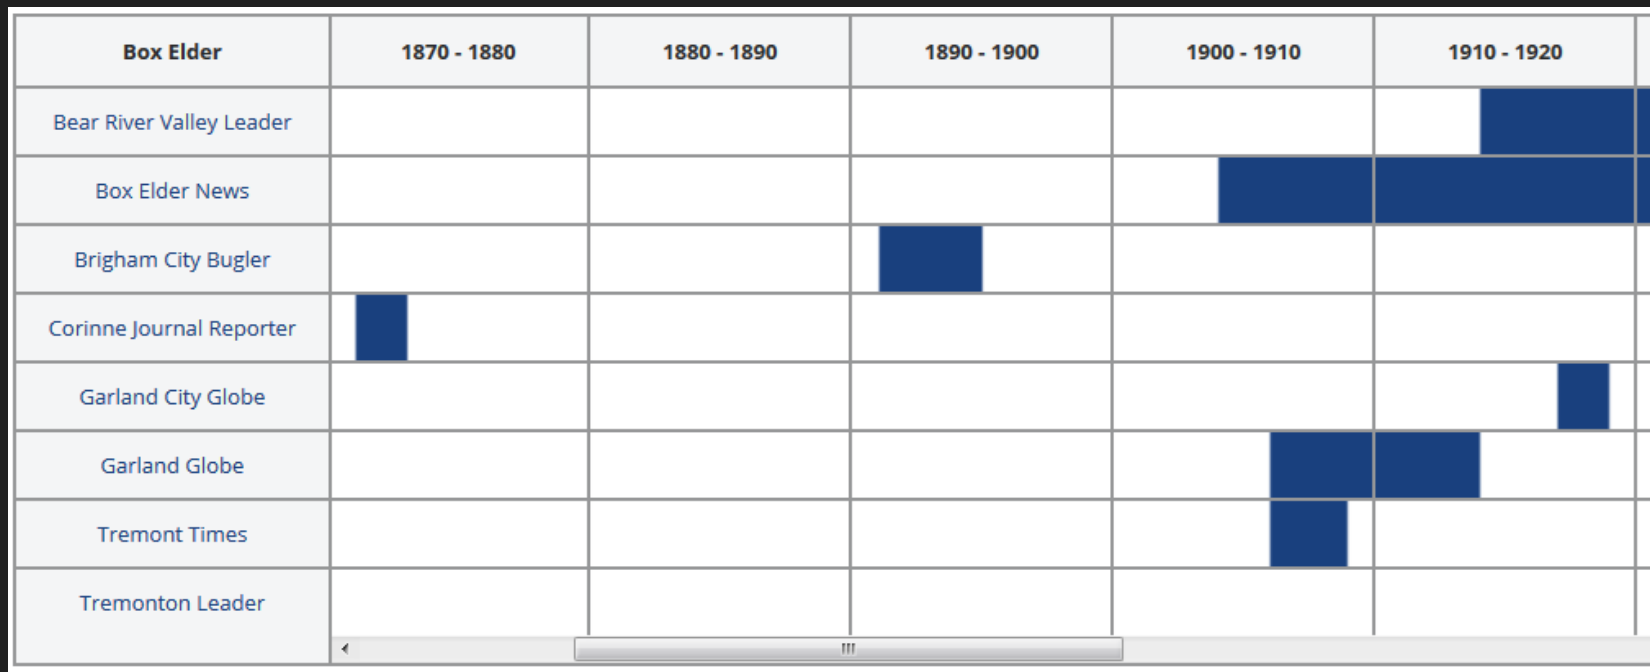 Box Elder 1870 - 1880 1880 - 1890 1890 - 1900 1900 - 1910 1910 - 1920
Bear River Valley Leader
Box Elder News
Brigham City Bugler
Corinne Journal Reporter
Garland City Globe
Garland Globe
Tremont Times
Tremonton Leader